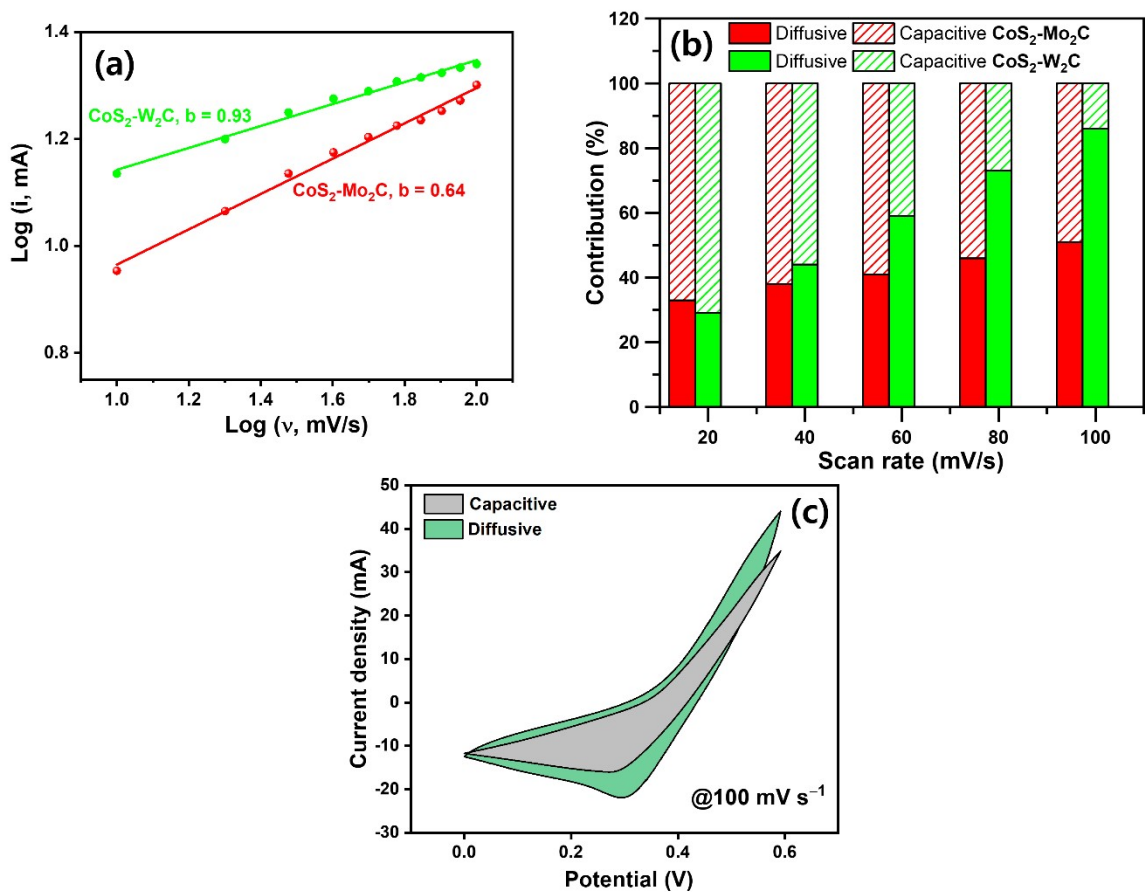 (a)
1.4
1.2
1.0
0.8
Log (i, mA)
CoS₂-W₂C, b = 0.93
CoS₂-Mo₂C, b = 0.64
1.0 1.2 1.4 1.6 1.8 2.0
Log (ν, mV/s)
(b)
Diffusive Capacitive CoS₂-Mo₂C
Diffusive Capacitive CoS₂-W₂C
120
100
80
60
40
20
0
Contribution (%)
20 40 60 80 100
Scan rate (mV/s)
(c)
Capacitive
Diffusive
50
40
30
20
10
0
-10
-20
-30
Current density (mA)
@100 mV s⁻¹
0.0 0.2 0.4 0.6 0.8
Potential (V)